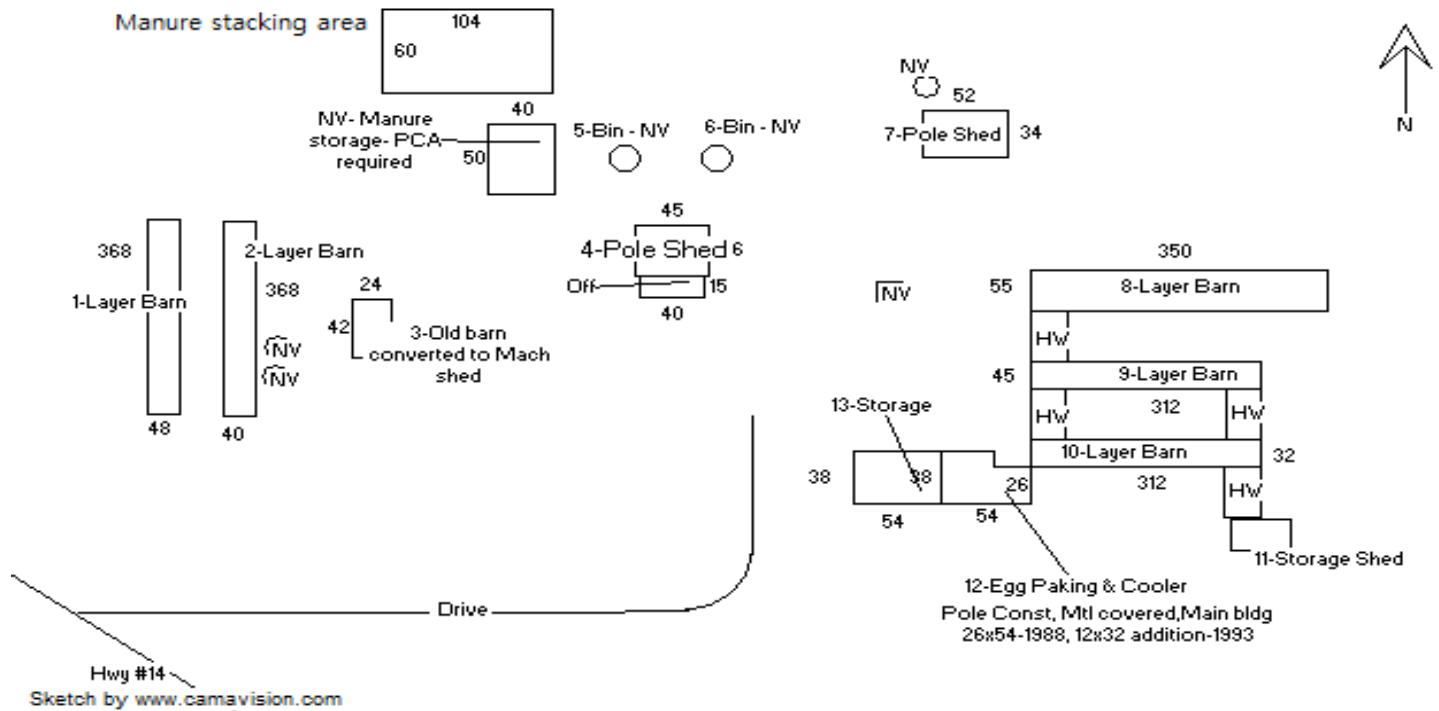 Manure stacking area
104
60
NV
52
7-Pole Shed
34
N
40
NV- Manure
storage- PCA
required
50
5-Bin - NV
6-Bin - NV
45
4-Pole Shed 6
Off
15
40
368
1-Layer Barn
48
2-Layer Barn
368
NV
NV
40
24
42
3-Old barn
converted to Mach
shed
NV
350
55
8-Layer Barn
HW
45
9-Layer Barn
HW
312
HW
13-Storage
10-Layer Barn
32
38
38
26
312
HW
54
54
11-Storage Shed
12-Egg Paking & Cooler
Pole Const, Mtl covered,Main bldg
26x54-1988, 12x32 addition-1993
Drive
Hwy #14
Sketch by www.camavision.com